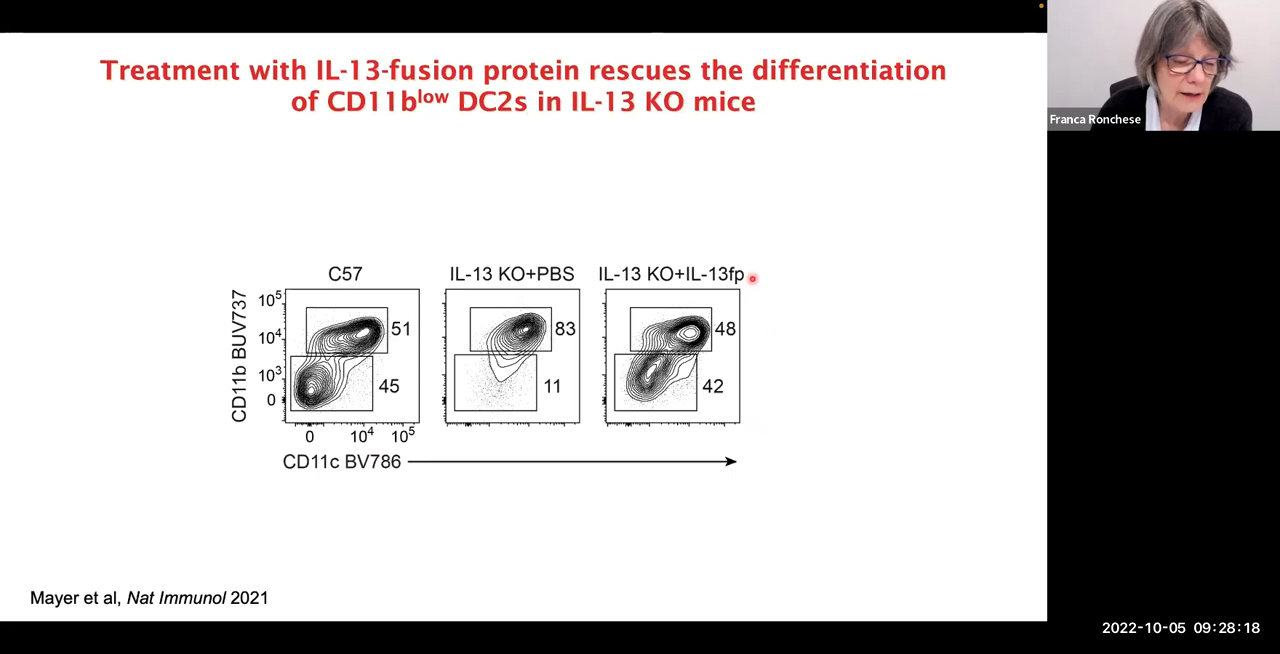 Treatment with IL-13-fusion protein rescues the differentiation
of CD11blow DC2s in IL-13 KO mice
Franca Ronchese
C57
IL-13 KO+PBS
IL-13 KO+IL-13fp
CD11b BUV737
10⁵
10⁴
10³
0
51
45
83
11
48
42
0
10⁴
10⁵
CD11c BV786
Mayer et al, Nat Immunol 2021
2022-10-05 09:28:18